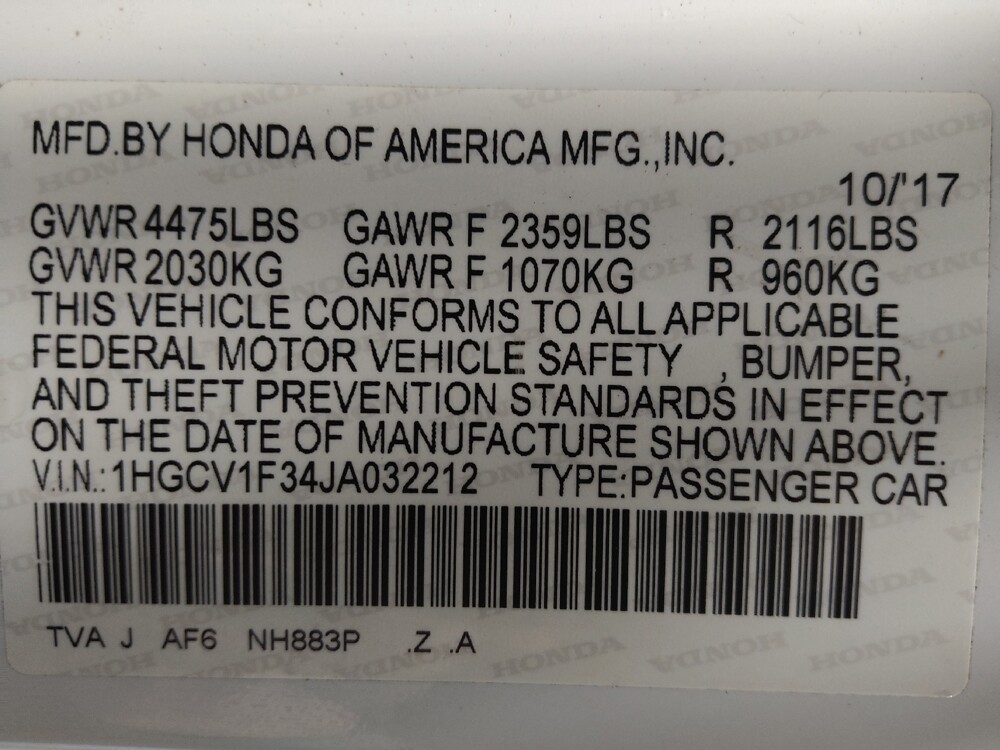 MFD.BY HONDA OF AMERICA MFG.,INC.
10/'17
GVWR 4475LBS GAWR F 2359LBS R 2116LBS
GVWR 2030KG GAWR F 1070KG R 960KG
THIS VEHICLE CONFORMS TO ALL APPLICABLE
FEDERAL MOTOR VEHICLE SAFETY , BUMPER,
AND THEFT PREVENTION STANDARDS IN EFFECT
ON THE DATE OF MANUFACTURE SHOWN ABOVE.
V.I.N.:1HGCV1F34JA032212 TYPE:PASSENGER CAR
TVA J AF6 NH883P .Z .A